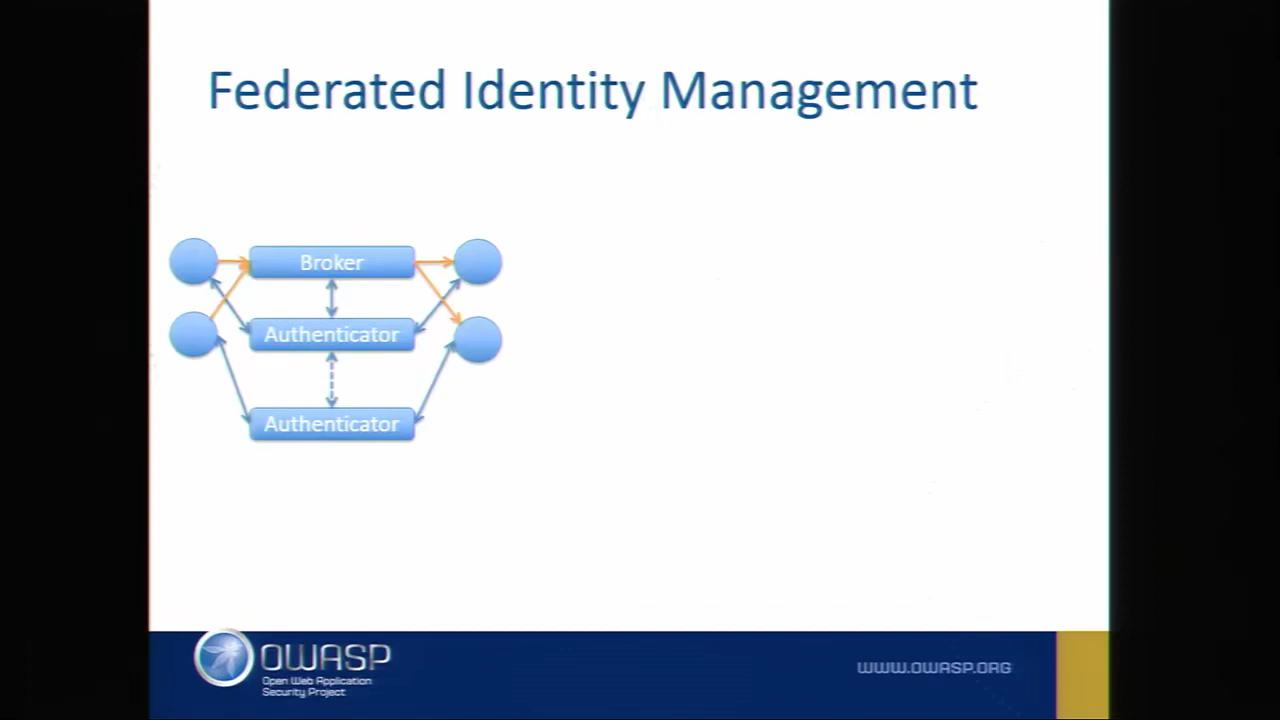 Federated Identity Management
Broker
Authenticator
Authenticator
OWASP
Open Web Application
Security Project
WWW.OWASP.ORG